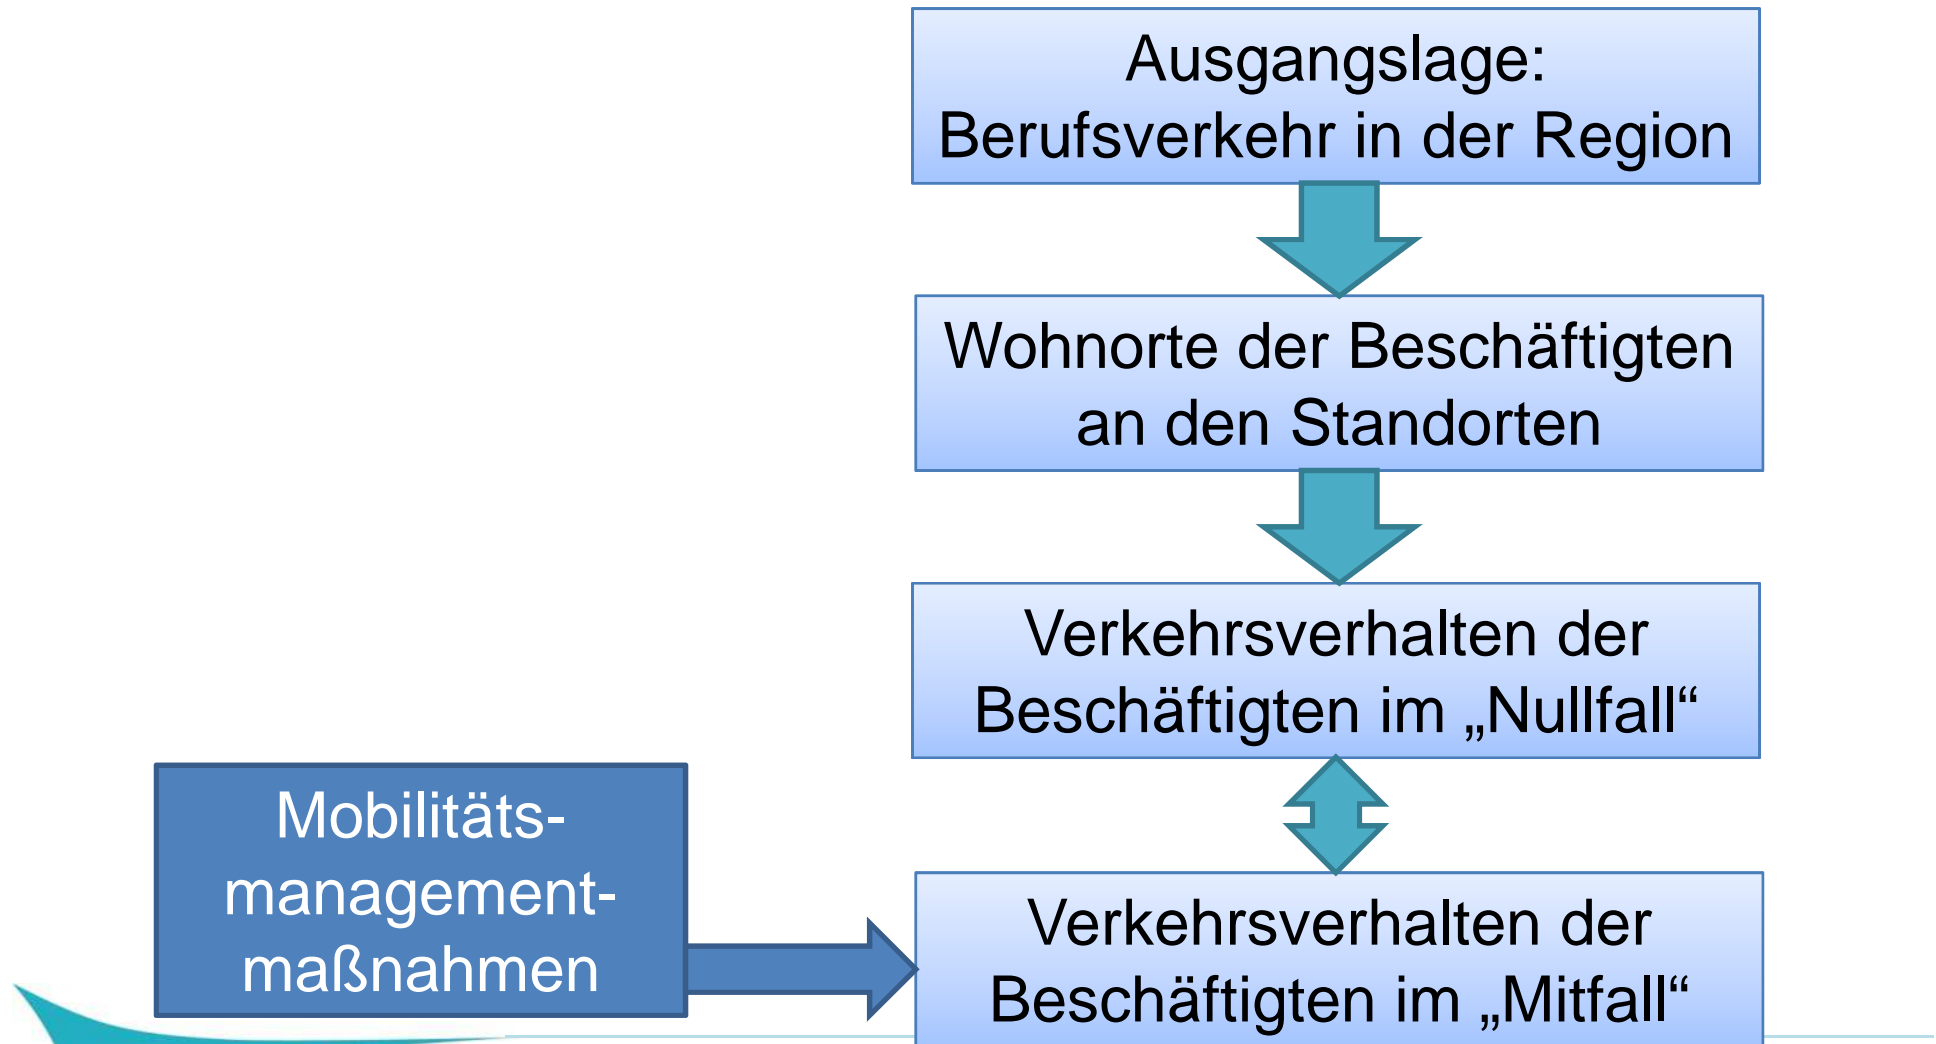 Ausgangslage:
Berufsverkehr in der Region
Wohnorte der Beschäftigten
an den Standorten
Verkehrsverhalten der
Beschäftigten im „Nullfall“
Mobilitäts-
management-
maßnahmen
Verkehrsverhalten der
Beschäftigten im „Mitfall“